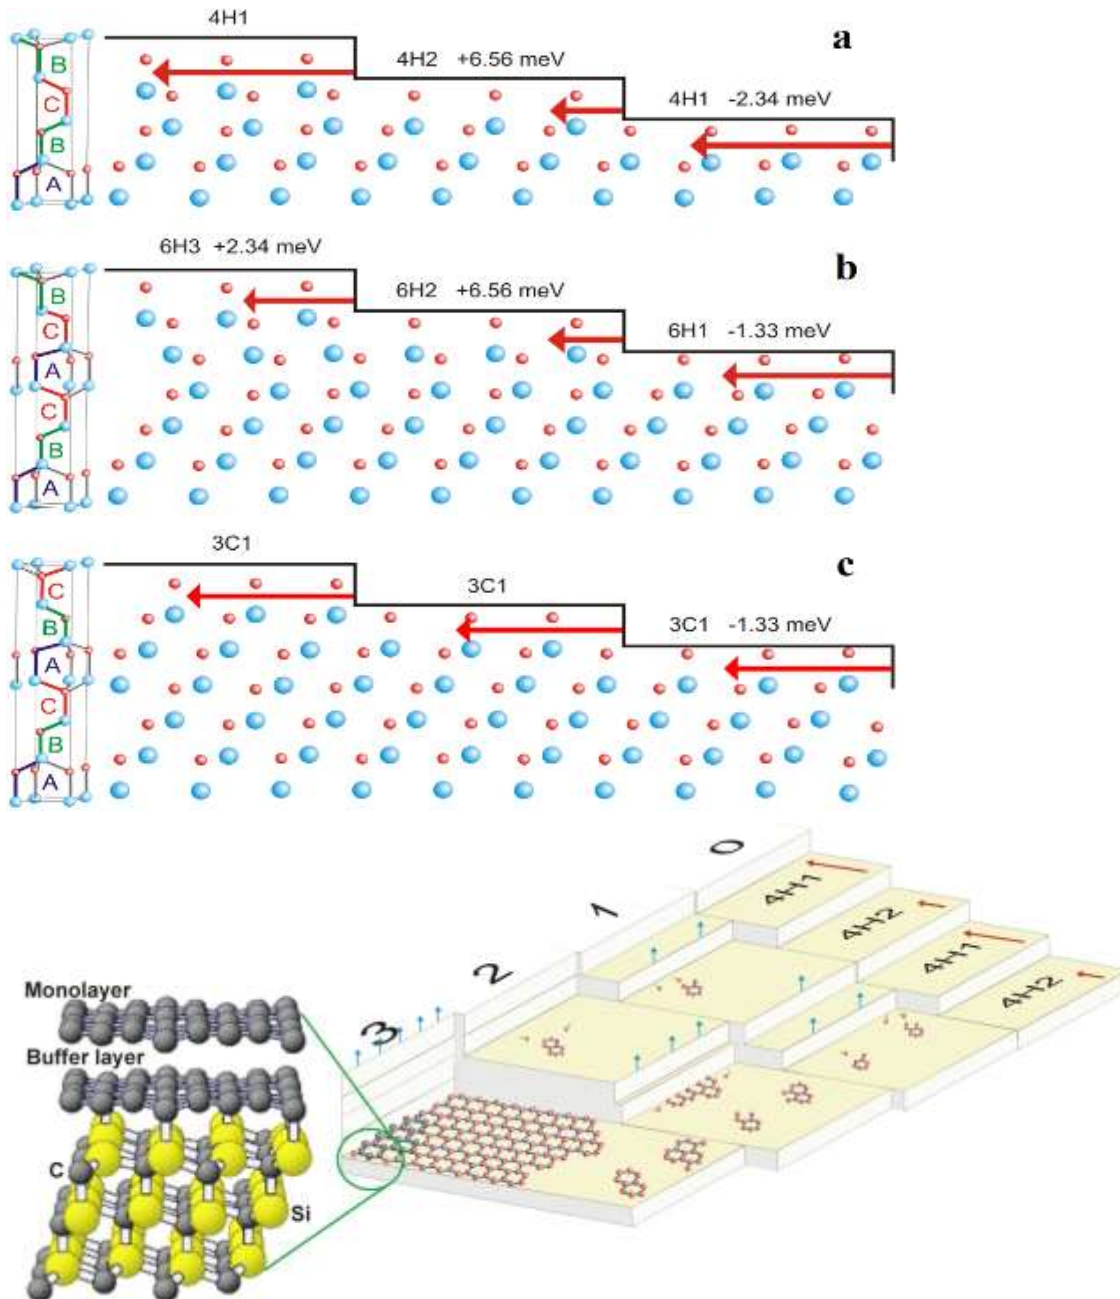 4H1
a
4H2 +6.56 meV
4H1 -2.34 meV
B
C
B
A
6H3 +2.34 meV
b
6H2 +6.56 meV
6H1 -1.33 meV
B
C
A
C
B
A
3C1
c
3C1
3C1 -1.33 meV
C
B
A
C
B
A
0
1
2
3
4H1
4H2
4H1
4H2
Monolayer
Buffer layer
C
Si